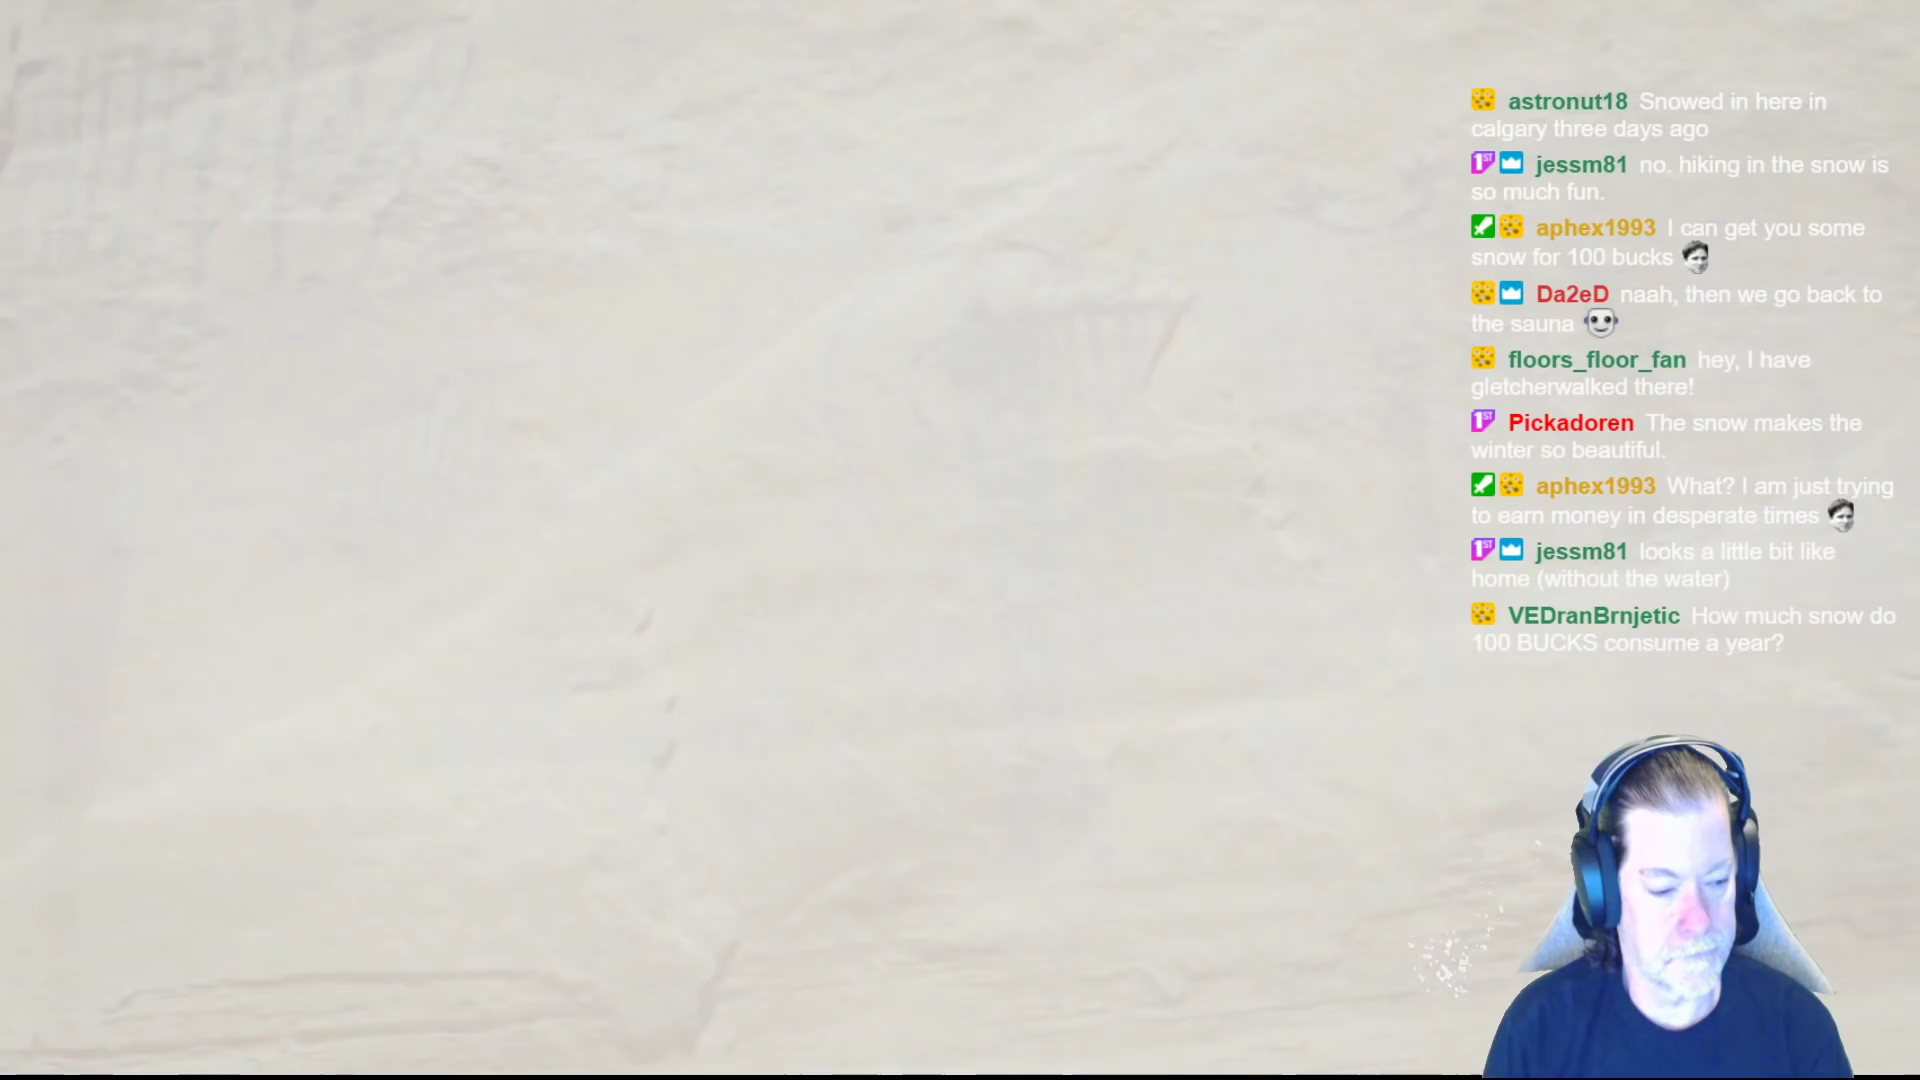 astronut18 Snowed in here in
calgary three days ago
1ST jessm81 no. hiking in the snow is
so much fun.
aphex1993 I can get you some
snow for 100 bucks
Da2eD naah, then we go back to
the sauna
floors_floor_fan hey, I have
gletcherwalked there!
1ST Pickadoren The snow makes the
winter so beautiful.
aphex1993 What? I am just trying
to earn money in desperate times
1ST jessm81 looks a little bit like
home (without the water)
VEDranBrnjetic How much snow do
100 BUCKS consume a year?